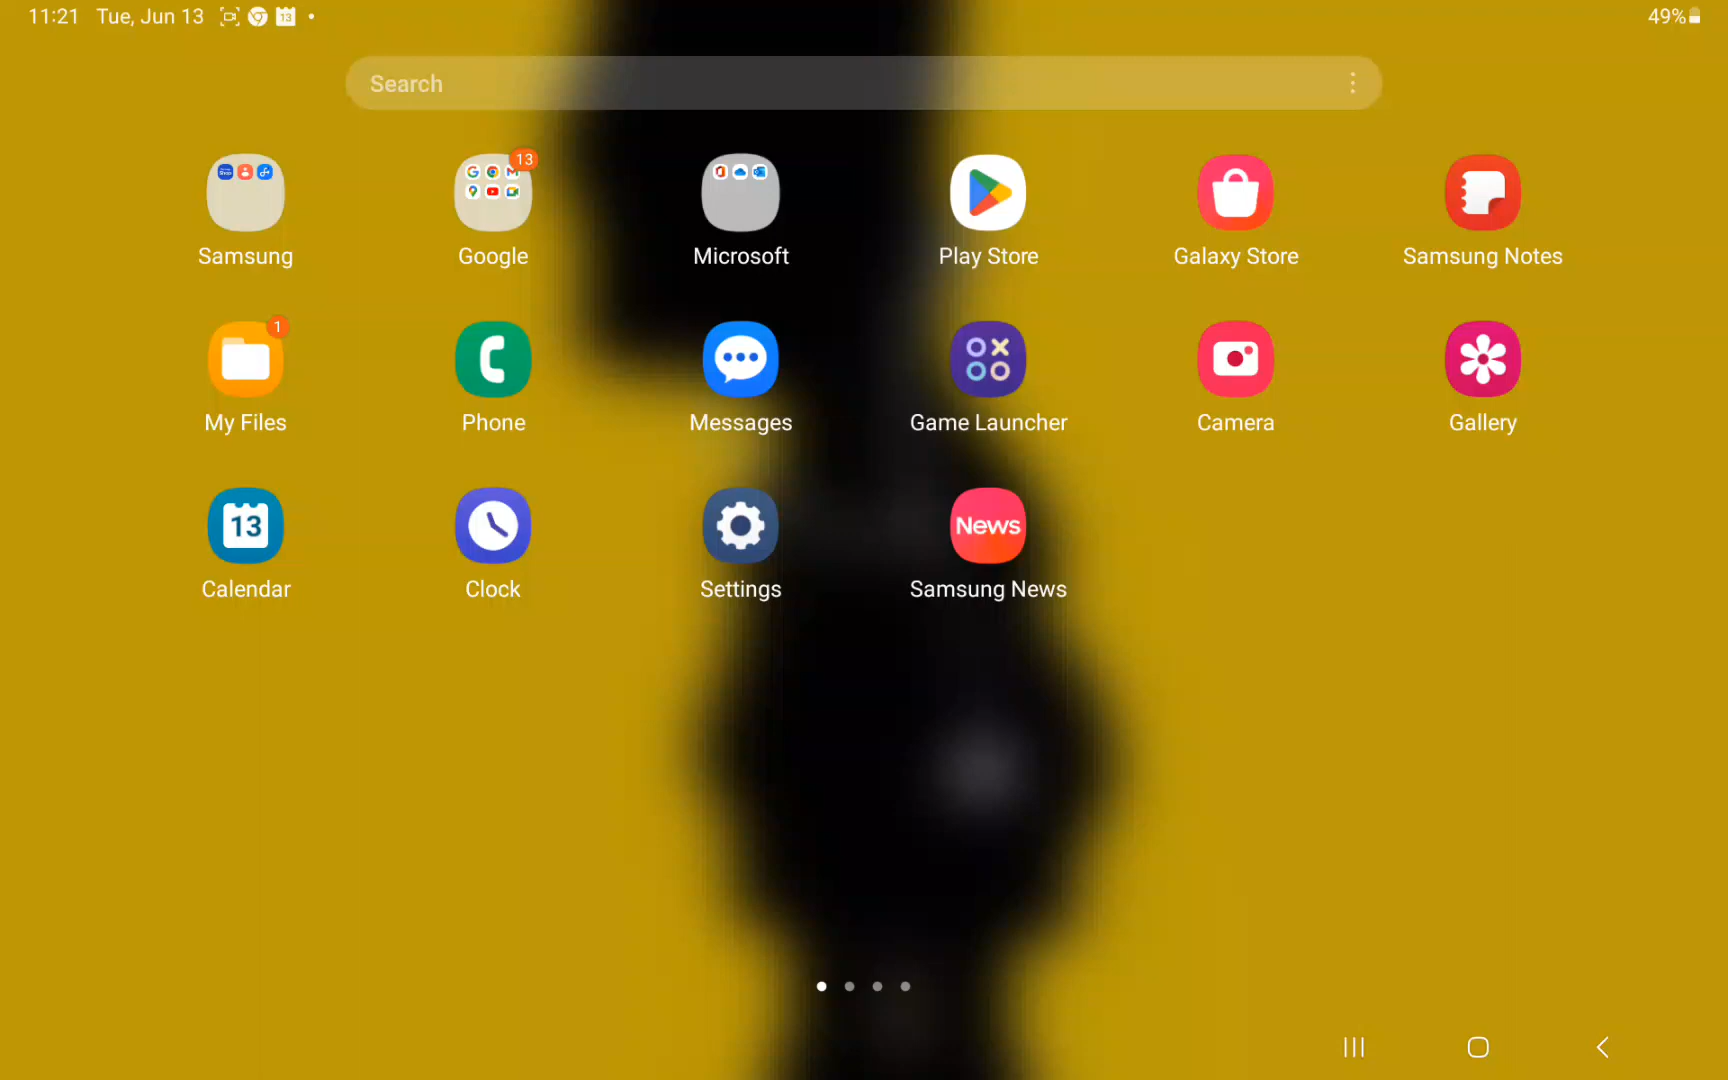 11:21 Tue, Jun 13 13 49%
Search
13
Samsung Google Microsoft Play Store Galaxy Store Samsung Notes
1
My Files Phone Messages Game Launcher Camera Gallery
13 News
Calendar Clock Settings Samsung News